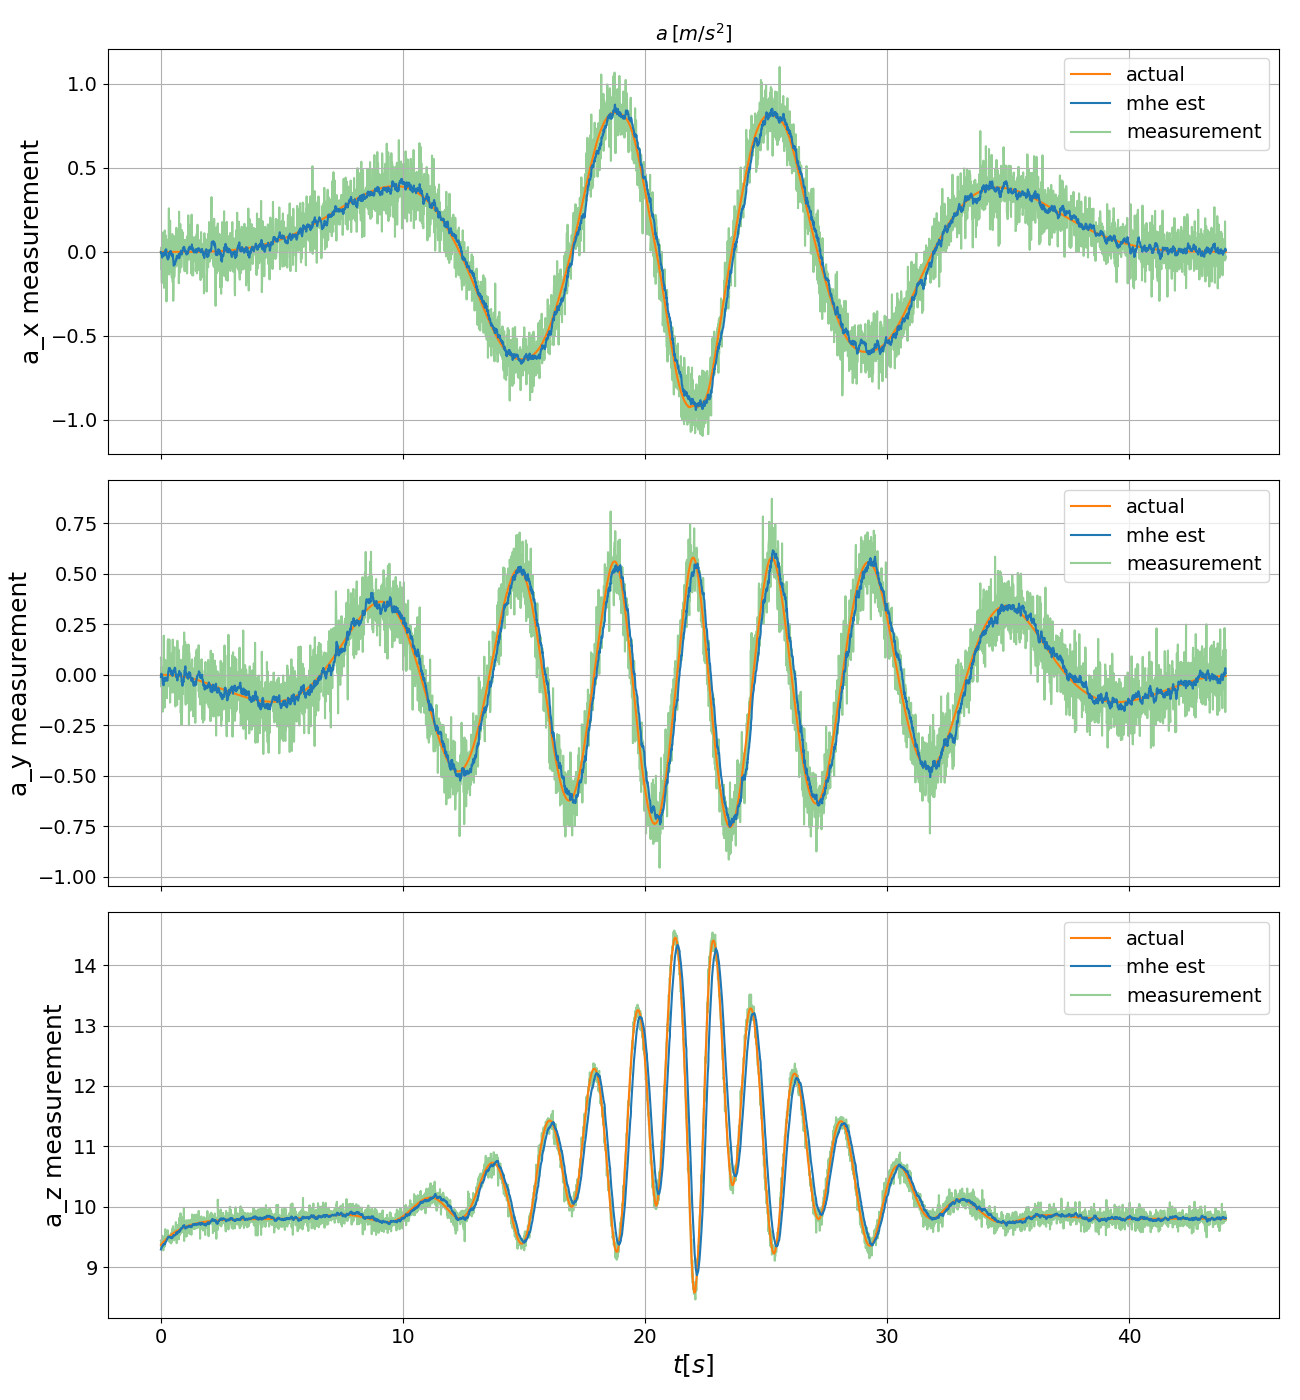 a [m/s²]
1.0
0.5
0.0
−0.5
−1.0
a_x measurement
actual
mhe est
measurement
0.75
0.50
0.25
0.00
−0.25
−0.50
−0.75
−1.00
a_y measurement
actual
mhe est
measurement
14
13
12
11
10
9
a_z measurement
actual
mhe est
measurement
0 10 20 30 40
t[s]